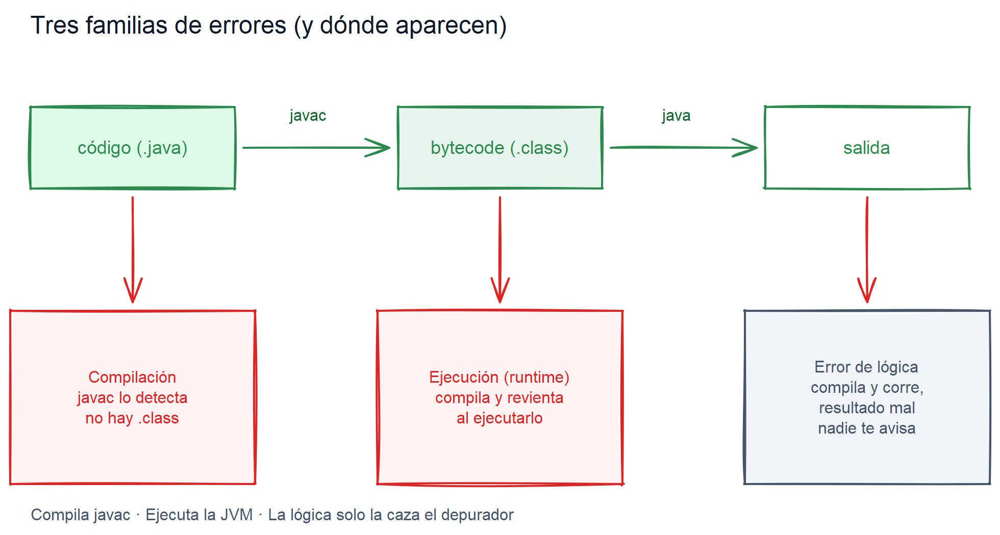 Tres familias de errores (y dónde aparecen)
código (.java)
javac
bytecode (.class)
java
salida
Compilación
javac lo detecta
no hay .class
Ejecución (runtime)
compila y revienta
al ejecutarlo
Error de lógica
compila y corre,
resultado mal
nadie te avisa
Compila javac · Ejecuta la JVM · La lógica solo la caza el depurador